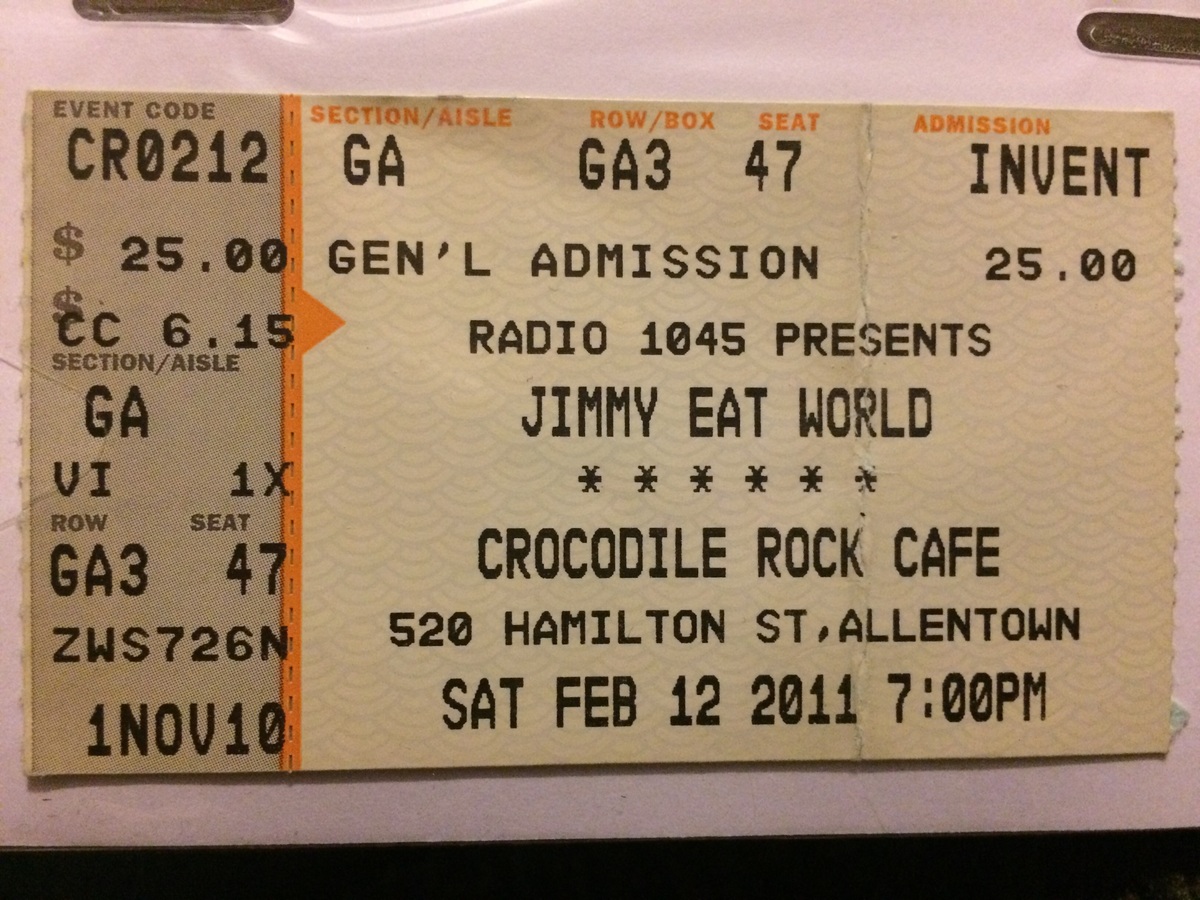 EVENT CODE
CR0212
$ 25.00
$
CC 6.15
SECTION/AISLE
GA
VI 1X
ROW SEAT
GA3 47
ZWS726N
1NOV10
SECTION/AISLE ROW/BOX SEAT ADMISSION
GA GA3 47 INVENT
GEN'L ADMISSION 25.00
RADIO 1045 PRESENTS
JIMMY EAT WORLD
* * * * * *
CROCODILE ROCK CAFE
520 HAMILTON ST,ALLENTOWN
SAT FEB 12 2011 7:00PM